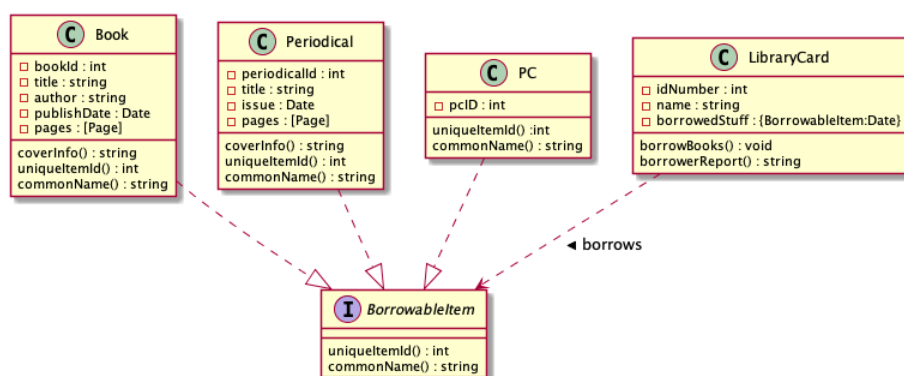 C Book
bookId : int
title : string
author : string
publishDate : Date
pages : [Page]
coverInfo() : string
uniqueItemId() : int
commonName() : string
C Periodical
periodicalId : int
title : string
issue : Date
pages : [Page]
coverInfo() : string
uniqueItemId() : int
commonName() : string
C PC
pcID : int
uniqueItemId() :int
commonName() : string
C LibraryCard
idNumber : int
name : string
borrowedStuff : {BorrowableItem:Date}
borrowBooks() : void
borrowerReport() : string
borrows
I BorrowableItem
uniqueItemId() : int
commonName() : string